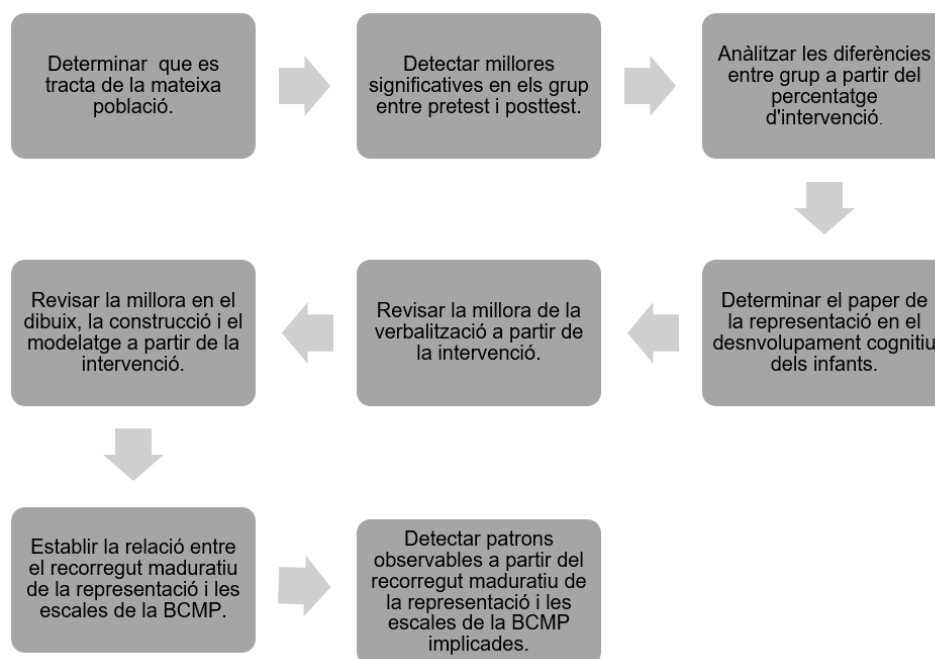 Determinar que es
tracta de la mateixa
població.
Detectar millores
significatives en els grup
entre pretest i posttest.
Anàlitzar les diferències
entre grup a partir del
percentatge
d'intervenció.
Determinar el paper de
la representació en el
desnvolupament cognitiu
dels infants.
Revisar la millora de la
verbalització a partir de
la intervenció.
Revisar la millora en el
dibuix, la construcció i el
modelatge a partir de la
intervenció.
Establir la relació entre
el recorregut maduratiu
de la representació i les
escales de la BCMP.
Detectar patrons
observables a partir del
recorregut maduratiu de
la representació i les
escales de la BCMP
implicades.